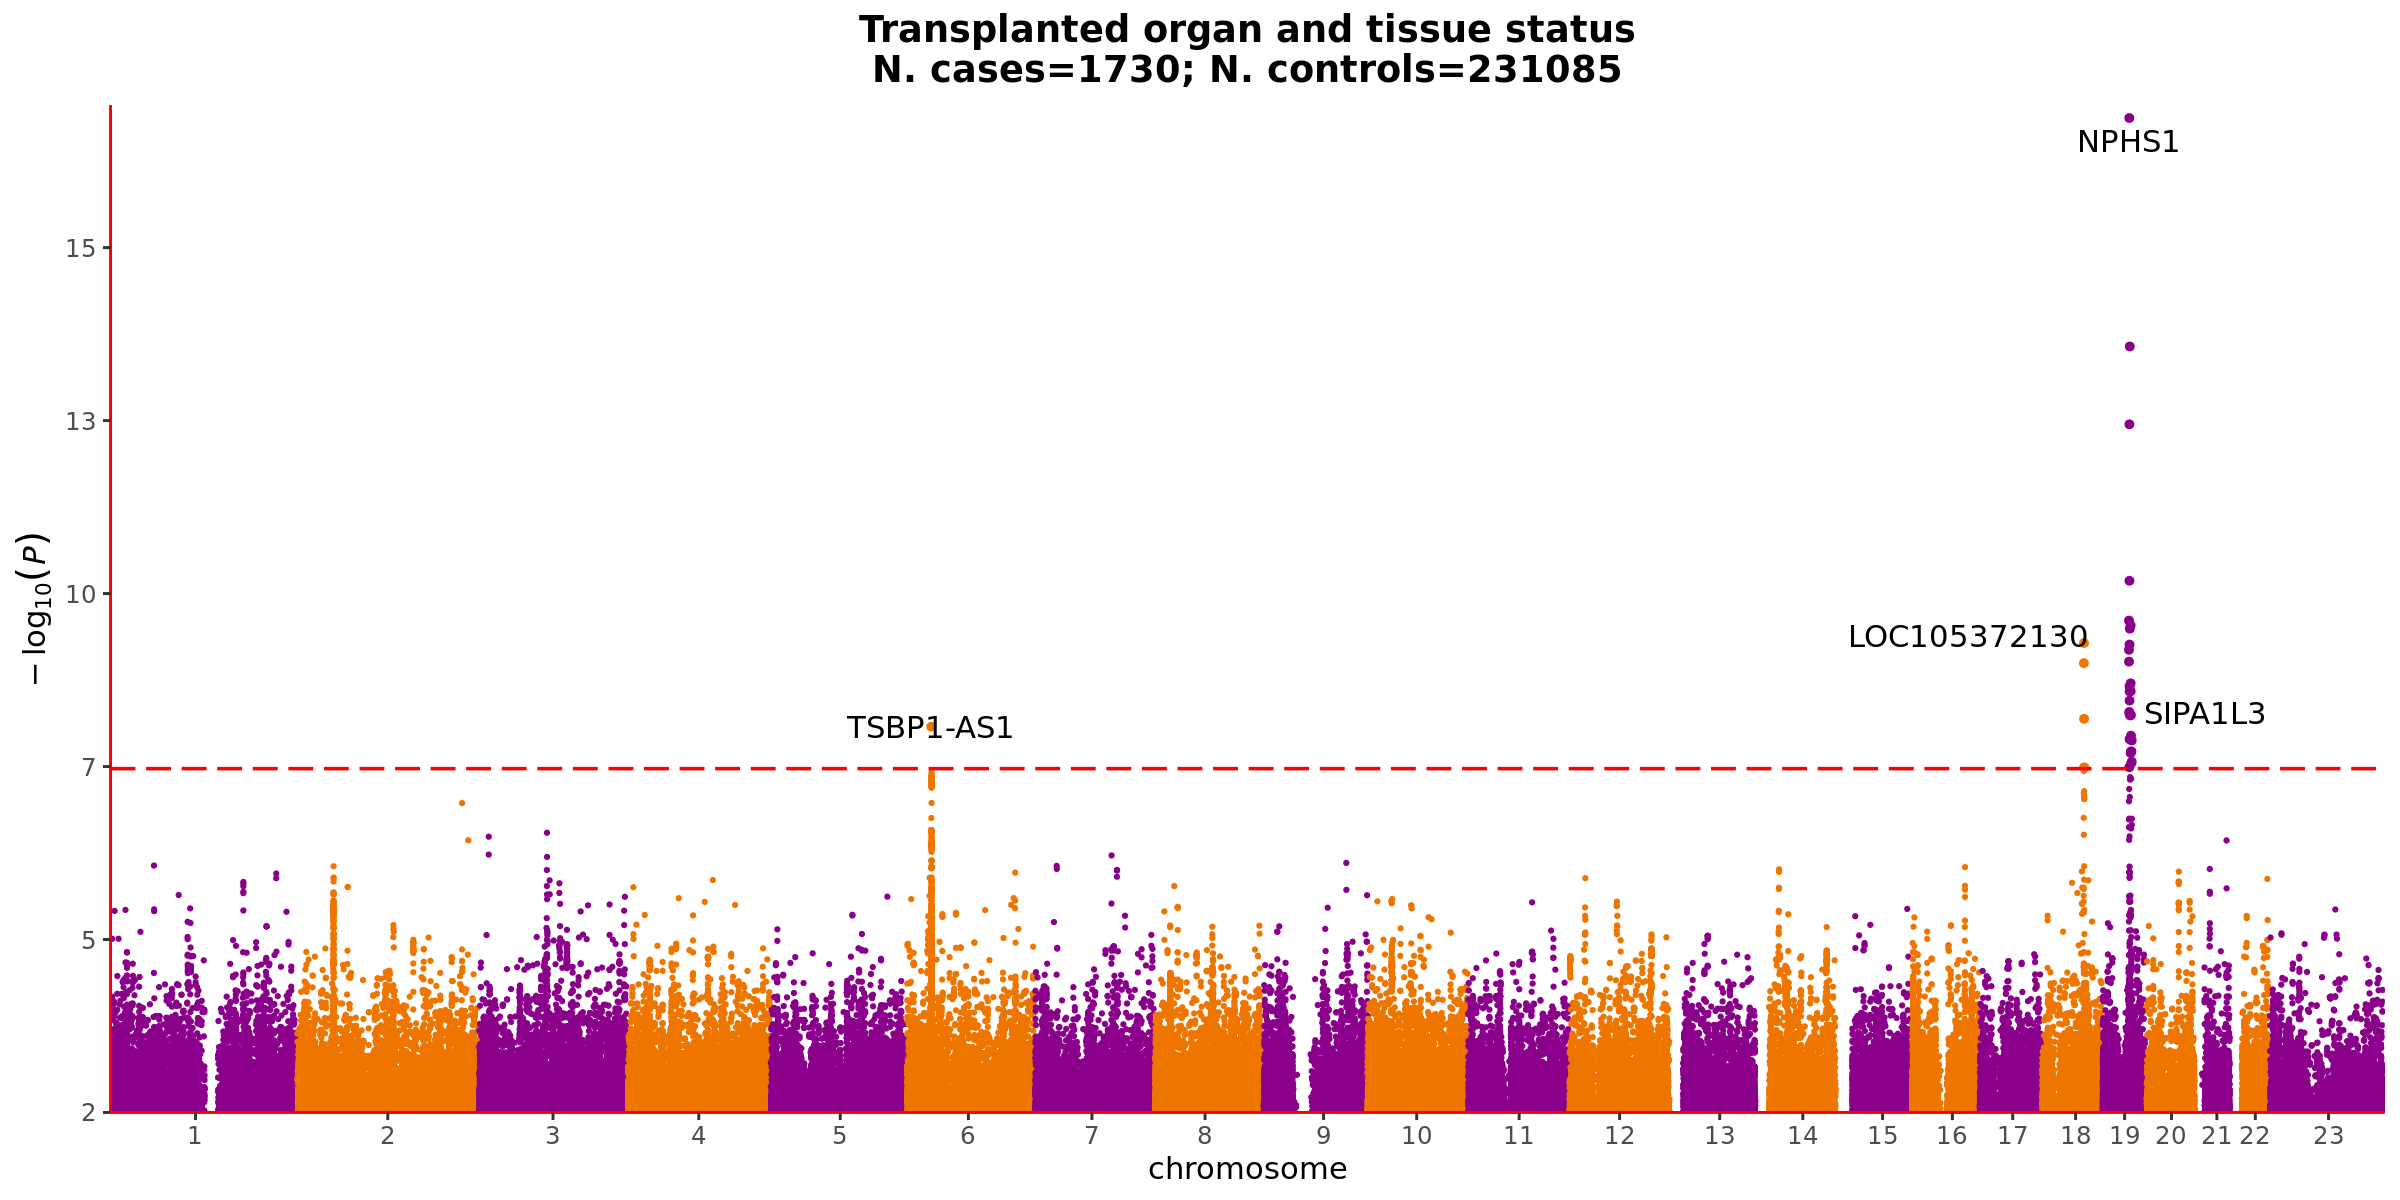 Transplanted organ and tissue status
N. cases=1730; N. controls=231085
NPHS1
15
13
−log10(P)
10
LOC105372130
SIPA1L3
TSBP1-AS1
7
5
2
1 2 3 4 5 6 7 8 9 10 11 12 13 14 15 16 17 18 19 20 21 22 23
chromosome